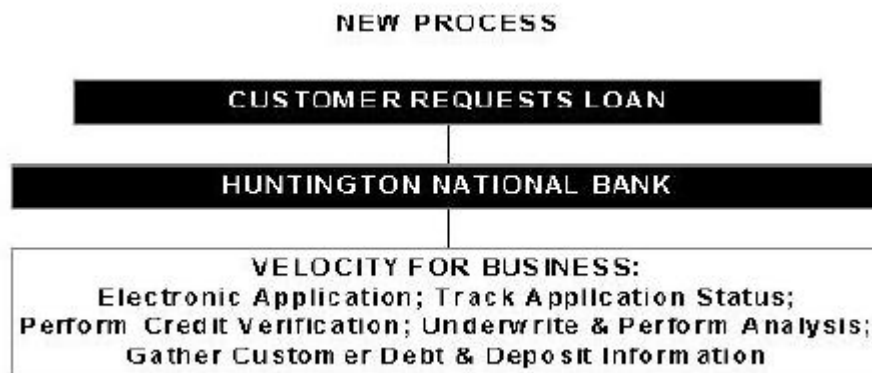 NEW PROCESS
CUSTOMER REQUESTS LOAN
HUNTINGTON NATIONAL BANK
VELOCITY FOR BUSINESS:
Electronic Application; Track Application Status;
Perform Credit Verification; Underwrite & Perform Analysis;
Gather Customer Debt & Deposit Information